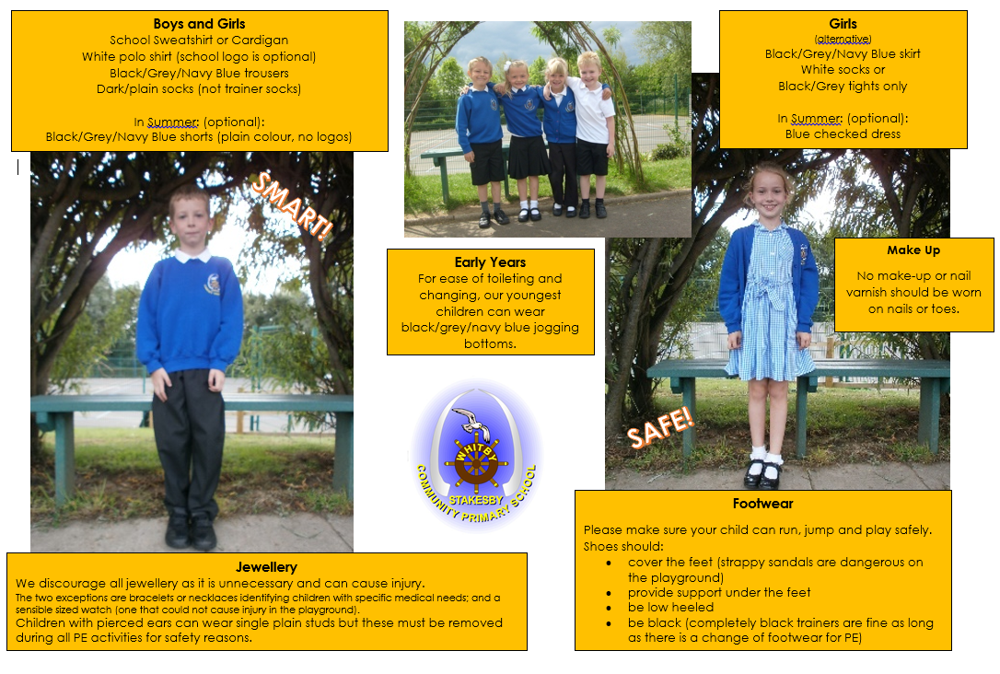 Boys and Girls
School Sweatshirt or Cardigan
White polo shirt (school logo is optional)
Black/Grey/Navy Blue trousers
Dark/plain socks (not trainer socks)
In Summer: (optional):
Black/Grey/Navy Blue shorts (plain colour, no logos)
Girls
(alternative)
Black/Grey/Navy Blue skirt
White socks or
Black/Grey tights only
In Summer: (optional):
Blue checked dress
SMART!
Early Years
For ease of toileting and
changing, our youngest
children can wear
black/grey/navy blue jogging
bottoms.
Make Up
No make-up or nail
varnish should be worn
on nails or toes.
SAFE!
WHITBY
STAKESBY
COMMUNITY PRIMARY SCHOOL
Jewellery
We discourage all jewellery as it is unnecessary and can cause injury.
The two exceptions are bracelets or necklaces identifying children with specific medical needs; and a
sensible sized watch (one that could not cause injury in the playground).
Children with pierced ears can wear single plain studs but these must be removed
during all PE activities for safety reasons.
Footwear
Please make sure your child can run, jump and play safely.
Shoes should:
• cover the feet (strappy sandals are dangerous on
the playground)
• provide support under the feet
• be low heeled
• be black (completely black trainers are fine as long
as there is a change of footwear for PE)